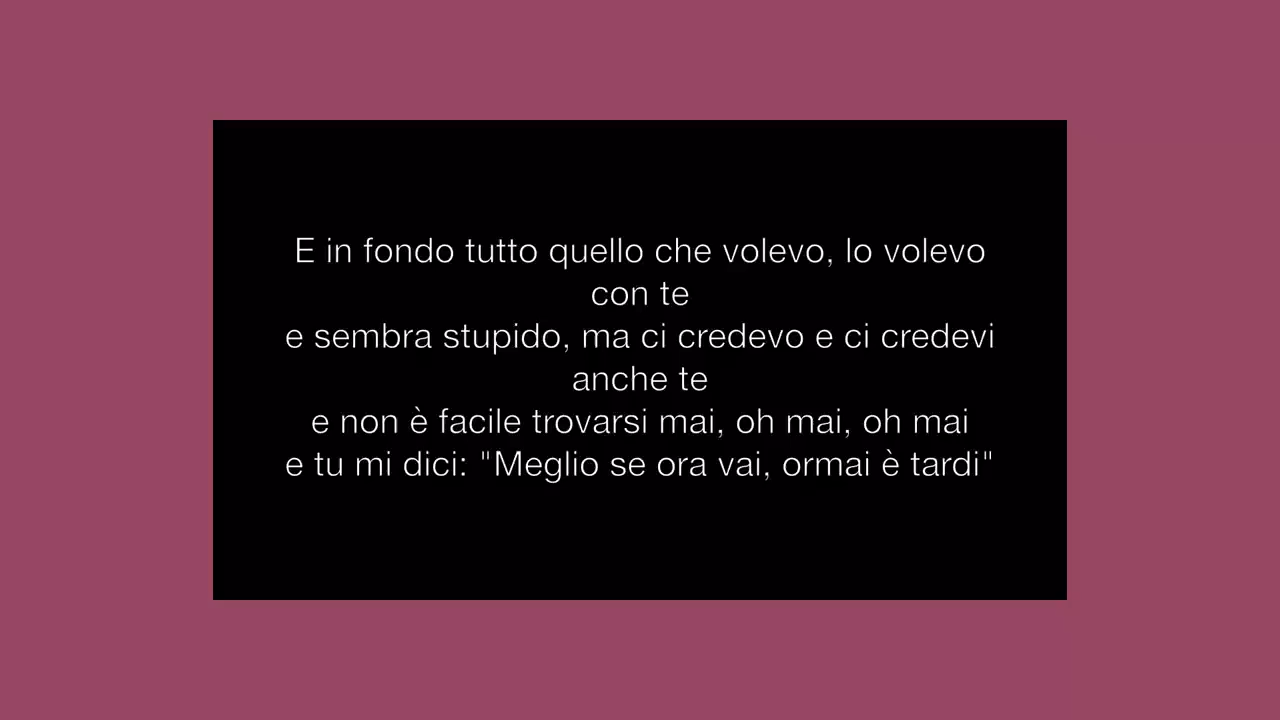 E in fondo tutto quello che volevo, lo volevo
con te
e sembra stupido, ma ci credevo e ci credevi
anche te
e non è facile trovarsi mai, oh mai, oh mai
e tu mi dici: "Meglio se ora vai, ormai è tardi"